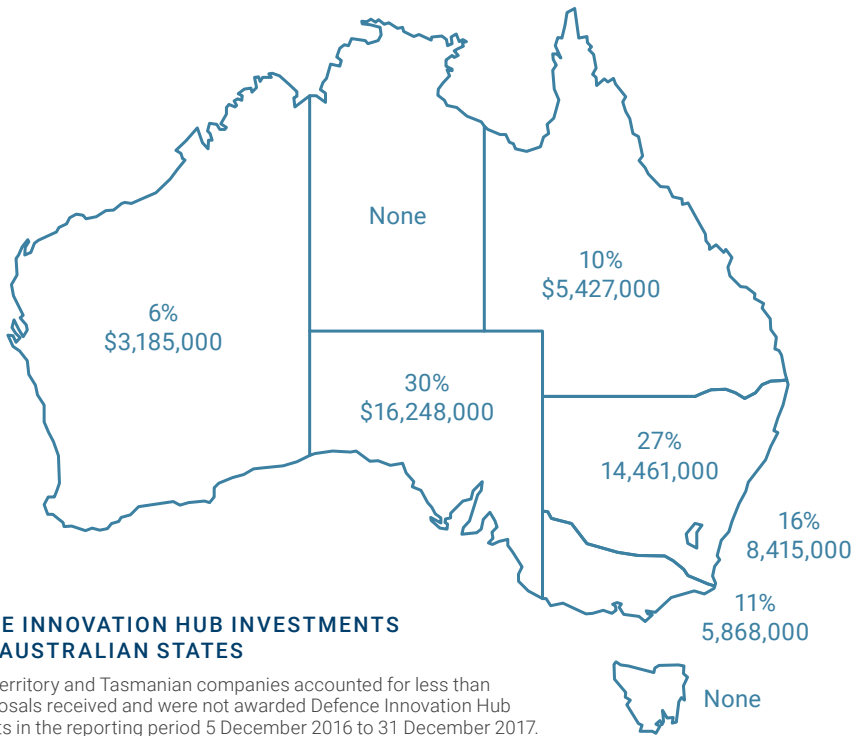 None
10%
$5,427,000
6%
$3,185,000
30%
$16,248,000
27%
14,461,000
16%
8,415,000
11%
5,868,000
None
E INNOVATION HUB INVESTMENTS
AUSTRALIAN STATES
erritory and Tasmanian companies accounted for less than
osals received and were not awarded Defence Innovation Hub
ts in the reporting period 5 December 2016 to 31 December 2017.